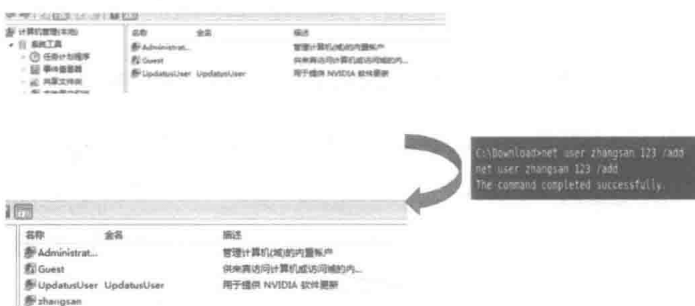 计算机管理(本地)
系统工具
任务计划程序
事件查看器
共享文件夹
名称 全名 描述
Administrat... 管理计算机(域)的内置帐户
Guest 供来宾访问计算机或访问域的内...
UpdatusUser UpdatusUser 用于提供 NVIDIA 软件更新
C:\Download>net user zhangsan 123 /add
net user zhangsan 123 /add
The command completed successfully.
名称 全名 描述
Administrat... 管理计算机(域)的内置帐户
Guest 供来宾访问计算机或访问域的内...
UpdatusUser UpdatusUser 用于提供 NVIDIA 软件更新
zhangsan